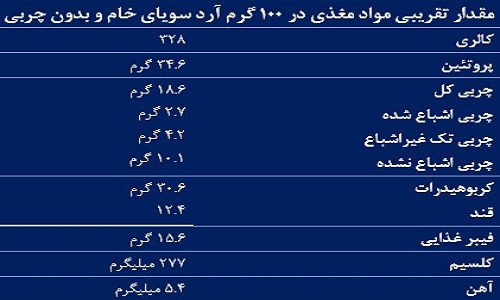 مقدار تقریبی مواد مغذی در ۱۰۰ گرم آرد سویای خام و بدون چربی
کالری ۳۲۸
پروتئین ۳۴.۶ گرم
چربی کل ۱۸.۶ گرم
چربی اشباع شده ۲.۷ گرم
چربی تک غیراشباع ۴.۲ گرم
چربی اشباع نشده ۱۰.۱ گرم
کربوهیدرات ۳۰.۶ گرم
قند ۱۲.۴
فیبر غذایی ۱۵.۶ گرم
کلسیم ۲۷۷ میلیگرم
آهن ۵.۴ میلیگرم